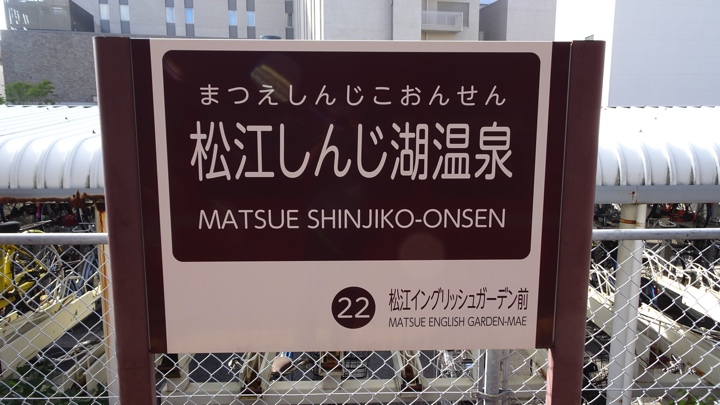 まつえしんじこおんせん
松江しんじ湖温泉
MATSUE SHINJIKO-ONSEN
22 松江イングリッシュガーデン前
MATSUE ENGLISH GARDEN-MAE